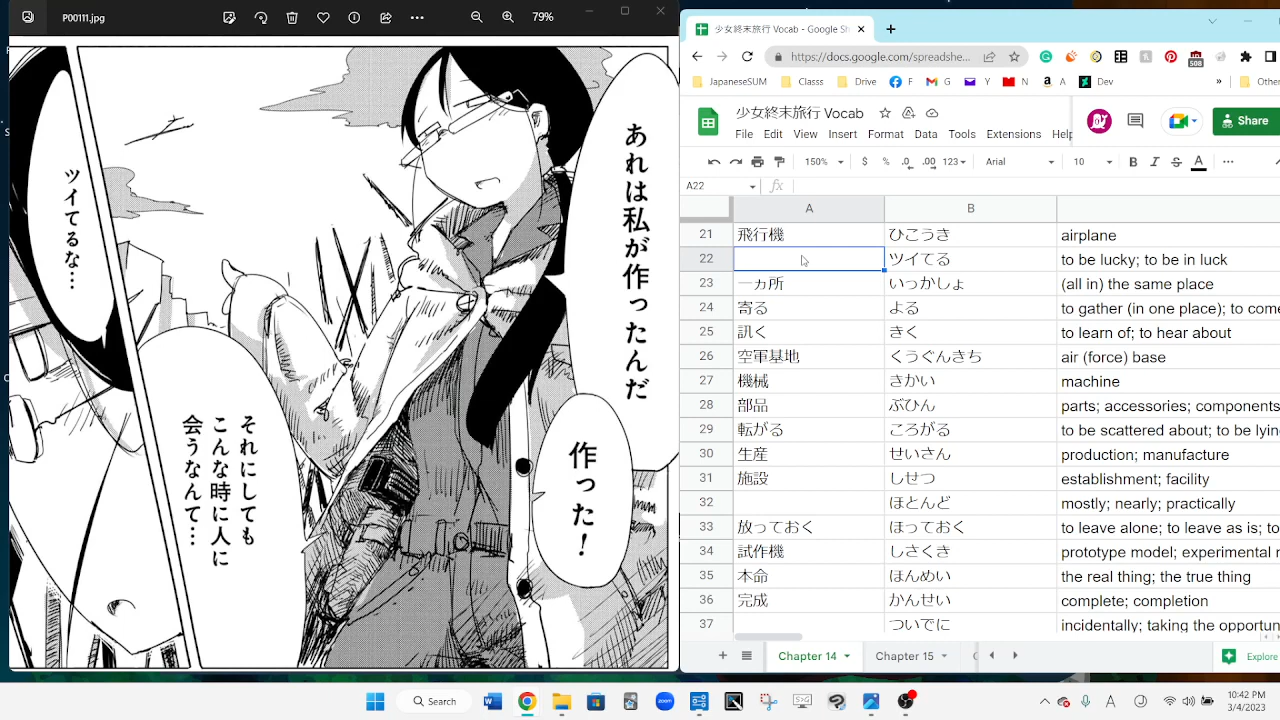 P00111.jpg
79%
あれは私が作ったんだ
作った！
それにしても
こんな時に人に
会うなんて…
ツイてるな…
少女終末旅行 Vocab - Google Sh
https://docs.google.com/spreadshe...
508
JapaneseSUM
Classs
Drive
F
G
Y
N
A
Dev
»
Othe
少女終末旅行 Vocab
File Edit View Insert Format Data Tools Extensions Help
Share
150%
$ % .0 .00 123
Arial
10
B I S A
A22
fx
A B
21 飛行機 ひこうき airplane
22 ツイてる to be lucky; to be in luck
23 一ヵ所 いっかしょ (all in) the same place
24 寄る よる to gather (in one place); to come
25 訊く きく to learn of; to hear about
26 空軍基地 くうぐんきち air (force) base
27 機械 きかい machine
28 部品 ぶひん parts; accessories; components
29 転がる ころがる to be scattered about; to be lying
30 生産 せいさん production; manufacture
31 施設 しせつ establishment; facility
32 ほとんど mostly; nearly; practically
33 放っておく ほっておく to leave alone; to leave as is; to
34 試作機 しさくき prototype model; experimental m
35 本命 ほんめい the real thing; the true thing
36 完成 かんせい complete; completion
37 ついでに incidentally; taking the opportun
Chapter 14
Chapter 15
Explore
Search
zoom
A
10:42 PM
3/4/2023